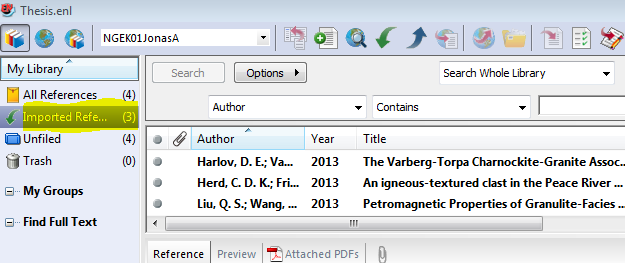 Thesis.enl
NGEK01JonasA
My Library
All References (4)
Imported Refe... (3)
Unfiled (4)
Trash (0)
My Groups
Find Full Text
Search Options Search Whole Library
Author Contains
Author Year Title
Harlov, D. E.; Va... 2013 The Varberg-Torpa Charnockite-Granite Assoc.
Herd, C. D. K.; Fri... 2013 An igneous-textured clast in the Peace River ...
Liu, Q. S.; Wang, ... 2013 Petromagnetic Properties of Granulite-Facies ...
Reference Preview Attached PDFs